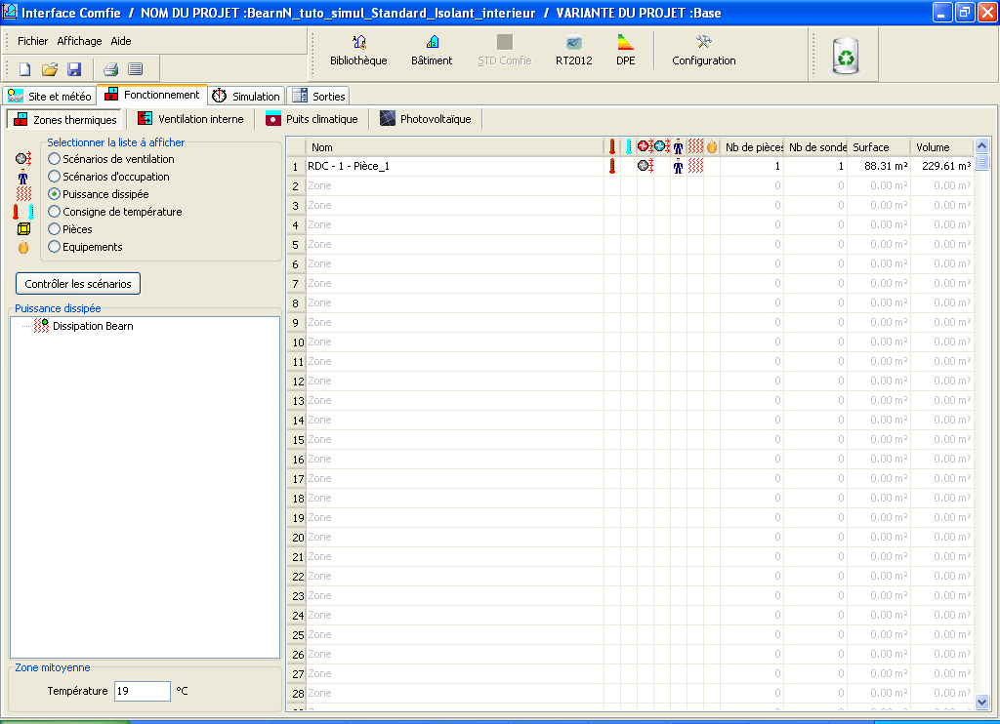 Interface Comfie / NOM DU PROJET :BearnN_tuto_simul_Standard_Isolant_interieur / VARIANTE DU PROJET :Base
Fichier Affichage Aide
Bibliothèque Bâtiment STD Comfie RT2012 DPE Configuration
Site et météo Fonctionnement Simulation Sorties
Zones thermiques Ventilation interne Puits climatique Photovoltaïque
Selectionner la liste à afficher
Scénarios de ventilation
Scénarios d'occupation
Puissance dissipée
Consigne de température
Pièces
Equipements
Contrôler les scénarios
Puissance dissipée
Dissipation Bearn
Zone mitoyenne
Température 19 °C
Nom Nb de pièces Nb de sonde Surface Volume
1 RDC - 1 - Pièce_1 1 1 88.31 m² 229.61 m³
2 Zone 0 0 0.00 m² 0.00 m³
3 Zone 0 0 0.00 m² 0.00 m³
4 Zone 0 0 0.00 m² 0.00 m³
5 Zone 0 0 0.00 m² 0.00 m³
6 Zone 0 0 0.00 m² 0.00 m³
7 Zone 0 0 0.00 m² 0.00 m³
8 Zone 0 0 0.00 m² 0.00 m³
9 Zone 0 0 0.00 m² 0.00 m³
10 Zone 0 0 0.00 m² 0.00 m³
11 Zone 0 0 0.00 m² 0.00 m³
12 Zone 0 0 0.00 m² 0.00 m³
13 Zone 0 0 0.00 m² 0.00 m³
14 Zone 0 0 0.00 m² 0.00 m³
15 Zone 0 0 0.00 m² 0.00 m³
16 Zone 0 0 0.00 m² 0.00 m³
17 Zone 0 0 0.00 m² 0.00 m³
18 Zone 0 0 0.00 m² 0.00 m³
19 Zone 0 0 0.00 m² 0.00 m³
20 Zone 0 0 0.00 m² 0.00 m³
21 Zone 0 0 0.00 m² 0.00 m³
22 Zone 0 0 0.00 m² 0.00 m³
23 Zone 0 0 0.00 m² 0.00 m³
24 Zone 0 0 0.00 m² 0.00 m³
25 Zone 0 0 0.00 m² 0.00 m³
26 Zone 0 0 0.00 m² 0.00 m³
27 Zone 0 0 0.00 m² 0.00 m³
28 Zone 0 0 0.00 m² 0.00 m³